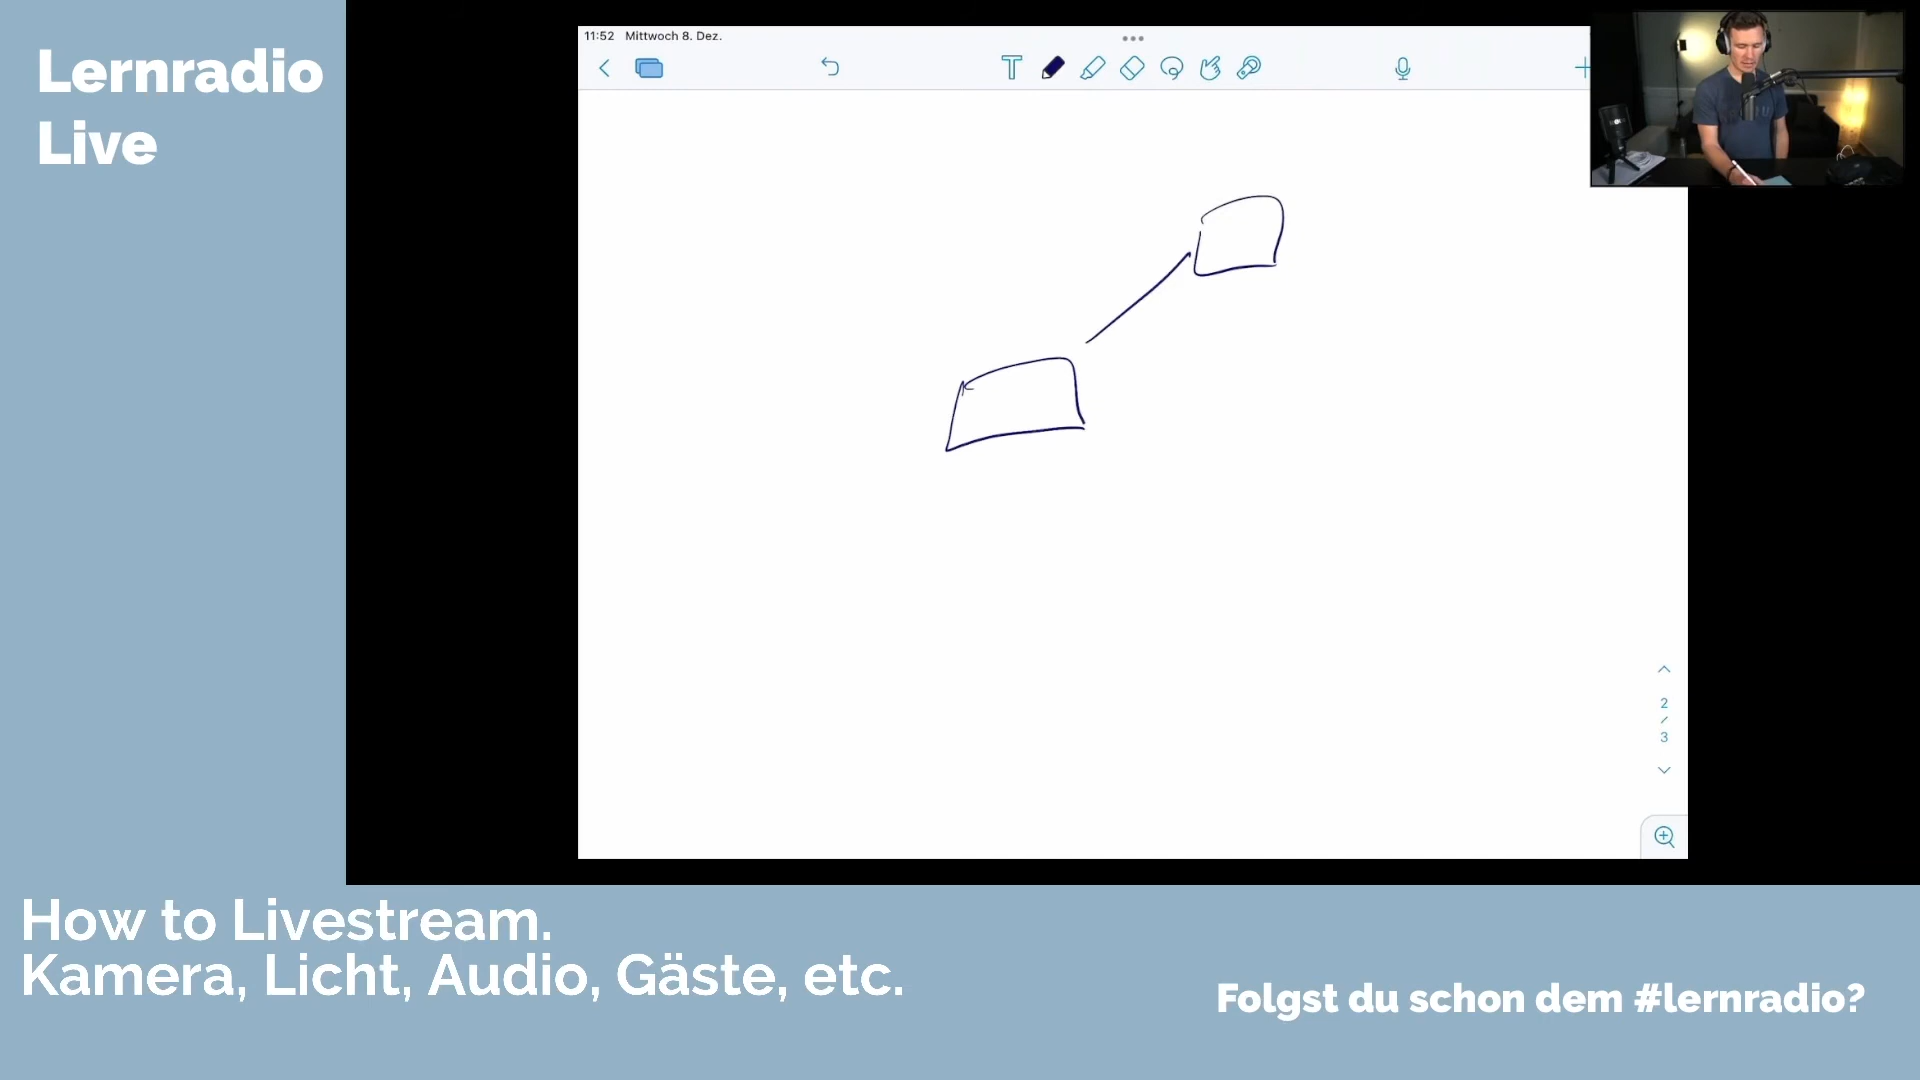 Lernradio
Live
11:52 Mittwoch 8. Dez.
T
2
/
3
How to Livestream.
Kamera, Licht, Audio, Gäste, etc.
Folgst du schon dem #lernradio?